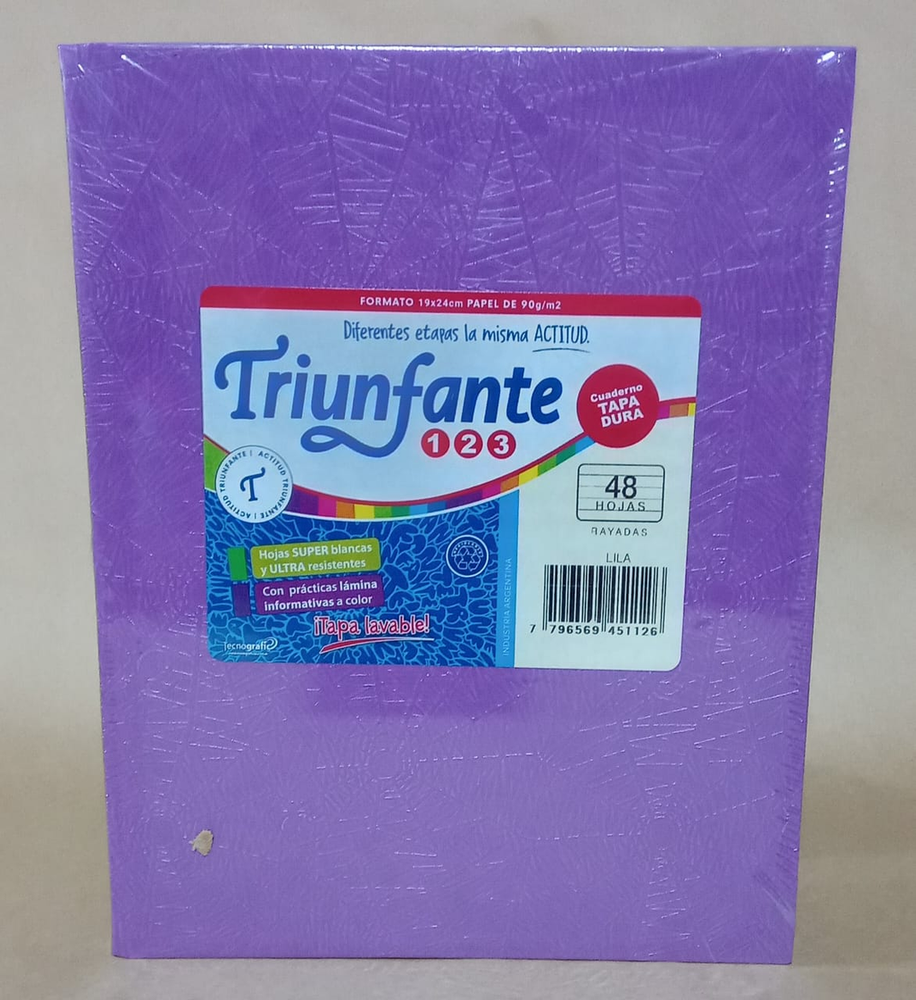 FORMATO 19x24cm PAPEL DE 90g/m2
Diferentes etapas la misma ACTITUD.
Triunfante
1 2 3
Cuaderno
TAPA
DURA
ACTITUD TRIUNFANTE | ACTITUD TRIUNFANTE |
T
48
HOJAS
RAYADAS
LILA
7 796569 451126
Hojas SUPER blancas
y ULTRA resistentes
Con prácticas lámina
informativas a color
¡Tapa lavable!
tecnografic
INDUSTRIA ARGENTINA